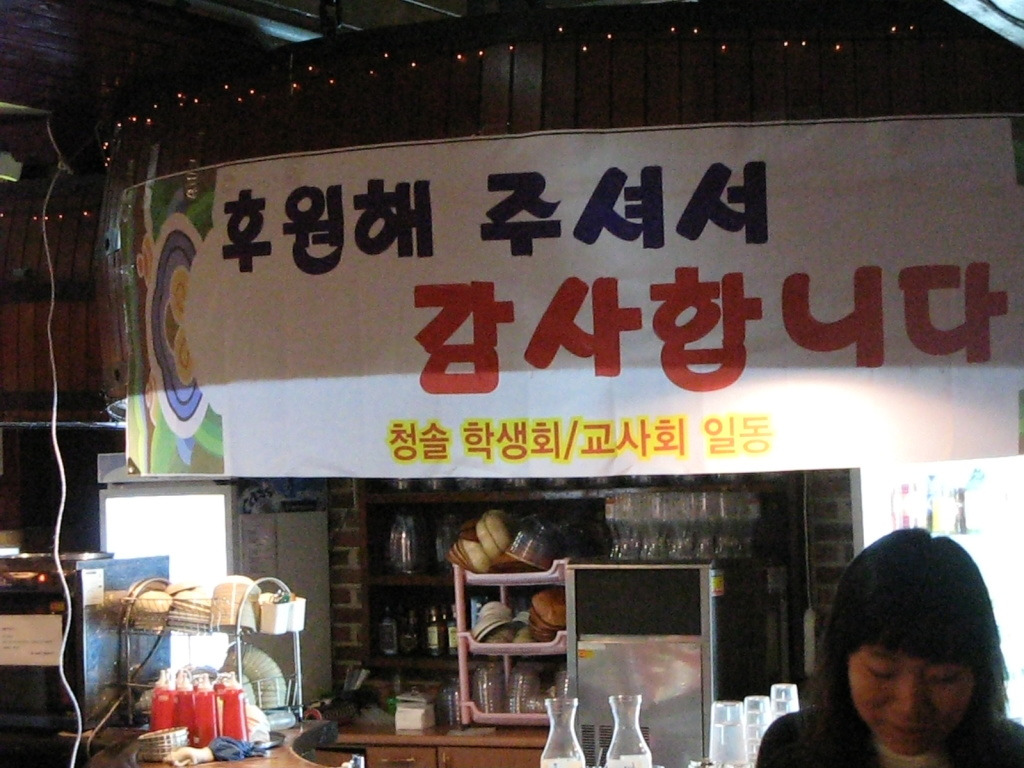 후원해 주셔서
감사합니다
청솔 학생회/교사회 일동